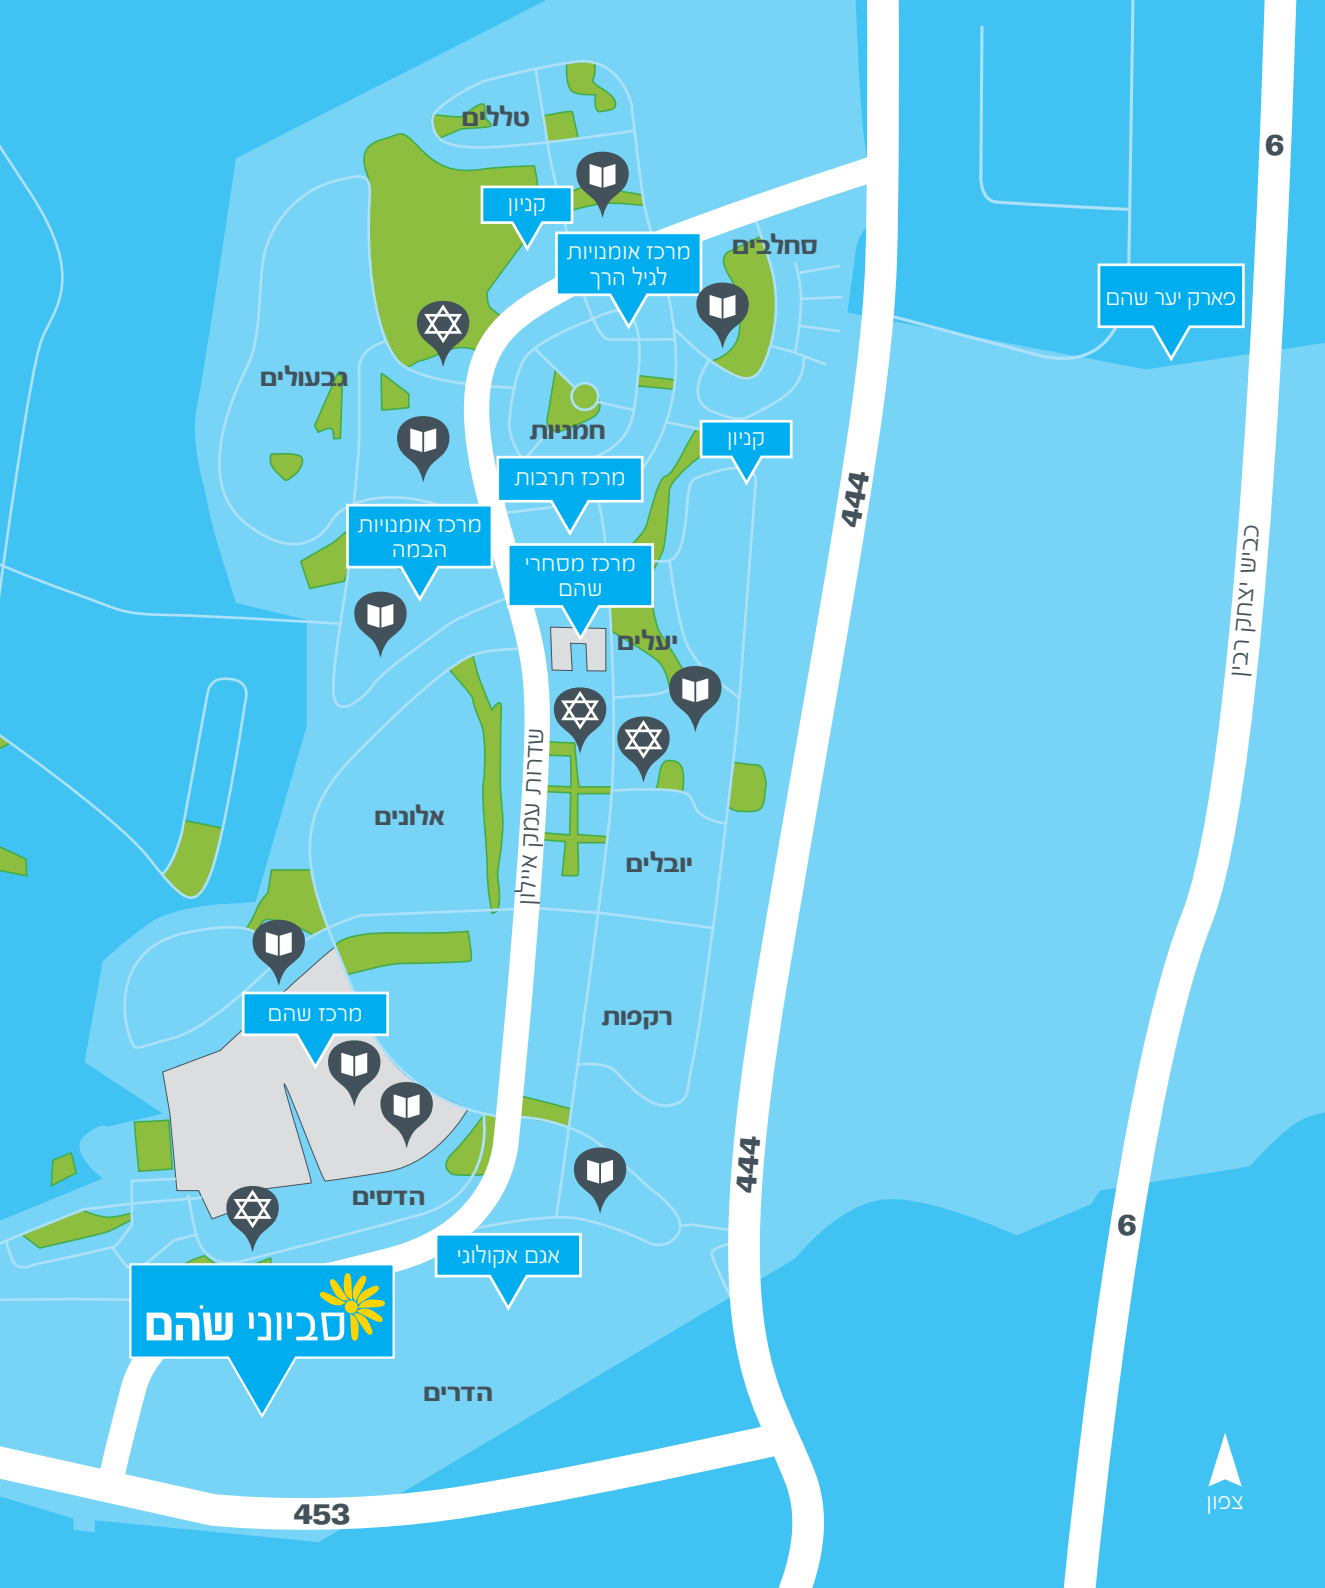 טללים
6
קניון
סחלבים
מרכז אומנויות
לגיל הרך
פארק יער שהם
גבעולים
חמניות
קניון
מרכז תרבות
444
מרכז אומנויות
הבמה
מרכז מסחרי
שהם
כביש יצחק רבין
יעלים
שדרות עמק איילון
אלונים
יובלים
מרכז שהם
רקפות
444
הדסים
6
אגם אקולוגי
סביוני שהם
הדרים
צפון
453